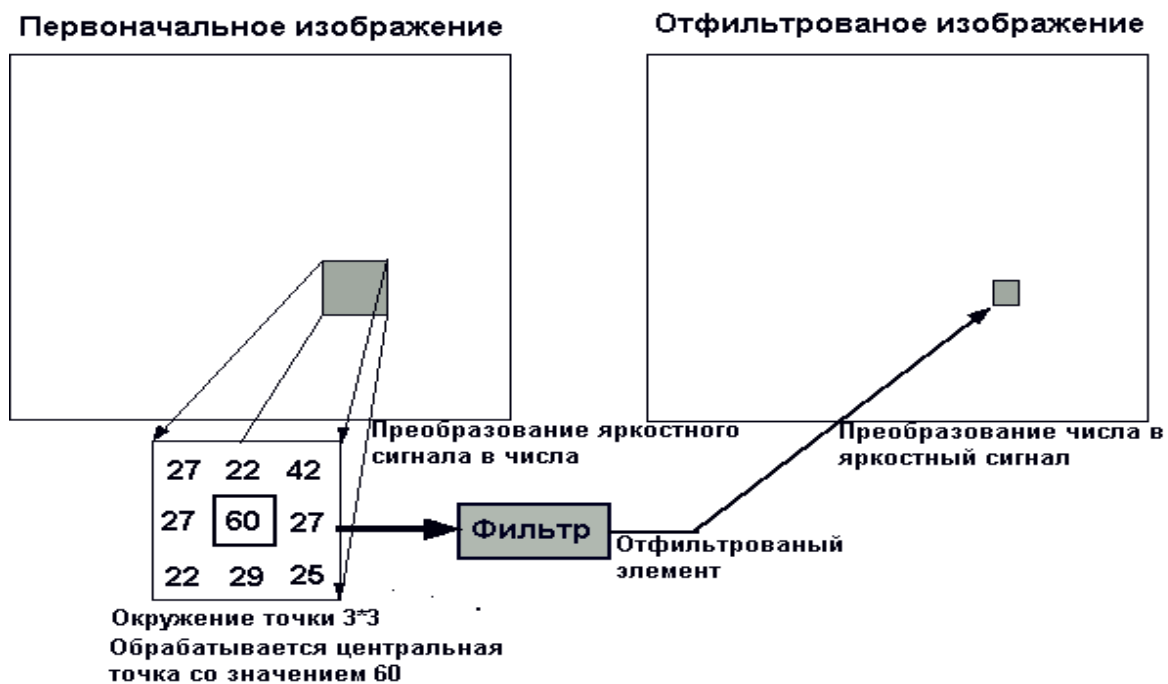 Первоначальное изображение
Отфильтрованое изображение
Преобразование яркостного
сигнала в числа
Преобразование числа в
яркостный сигнал
27 22 42
27 60 27
22 29 25
Фильтр
Отфильтрованый
элемент
Окружение точки 3*3
Обрабатывается центральная
точка со значением 60